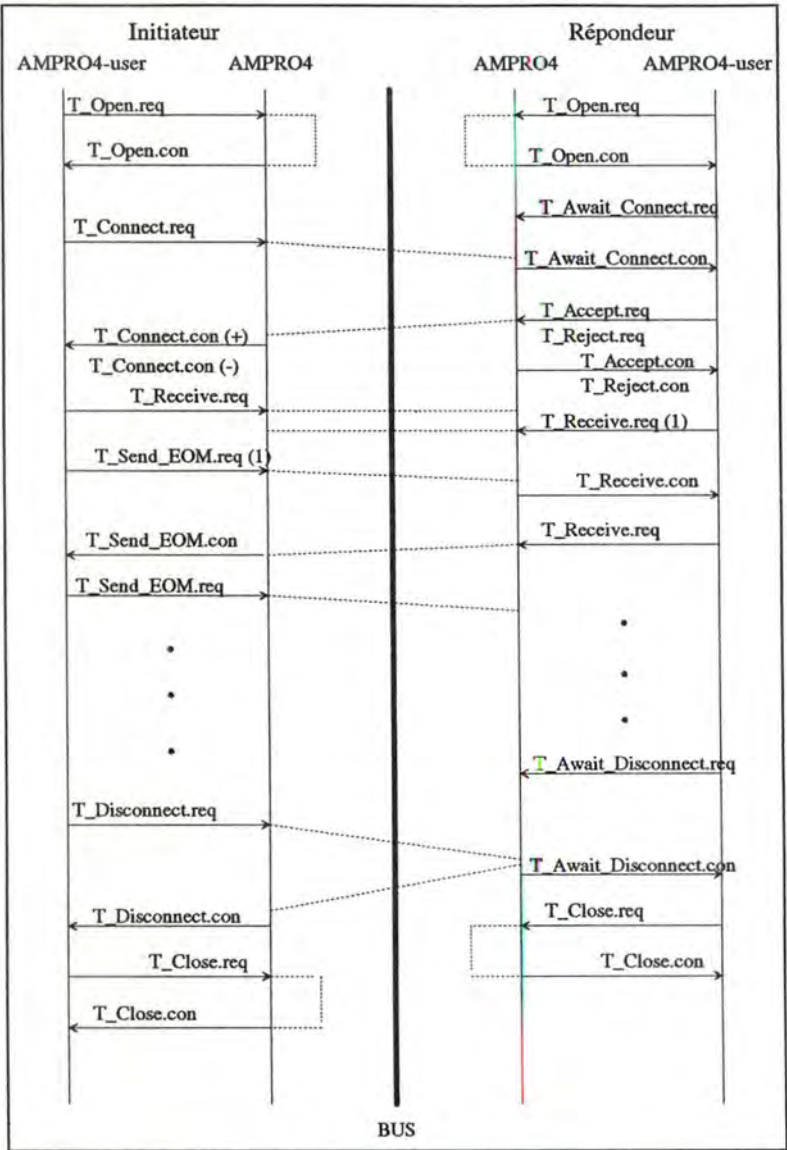 Initiateur
Répondeur
AMPRO4-user
AMPRO4
AMPRO4
AMPRO4-user
T_Open.req
T_Open.req
T_Open.con
T_Open.con
T_Await_Connect.req
T_Connect.req
T_Await_Connect.con
T_Accept.req
T_Connect.con (+)
T_Reject.req
T_Connect.con (-)
T_Accept.con
T_Reject.con
T_Receive.req
T_Receive.req (1)
T_Send_EOM.req (1)
T_Receive.con
T_Send_EOM.con
T_Receive.req
T_Send_EOM.req
T_Await_Disconnect.req
T_Disconnect.req
T_Await_Disconnect.con
T_Disconnect.con
T_Close.req
T_Close.req
T_Close.con
T_Close.con
BUS